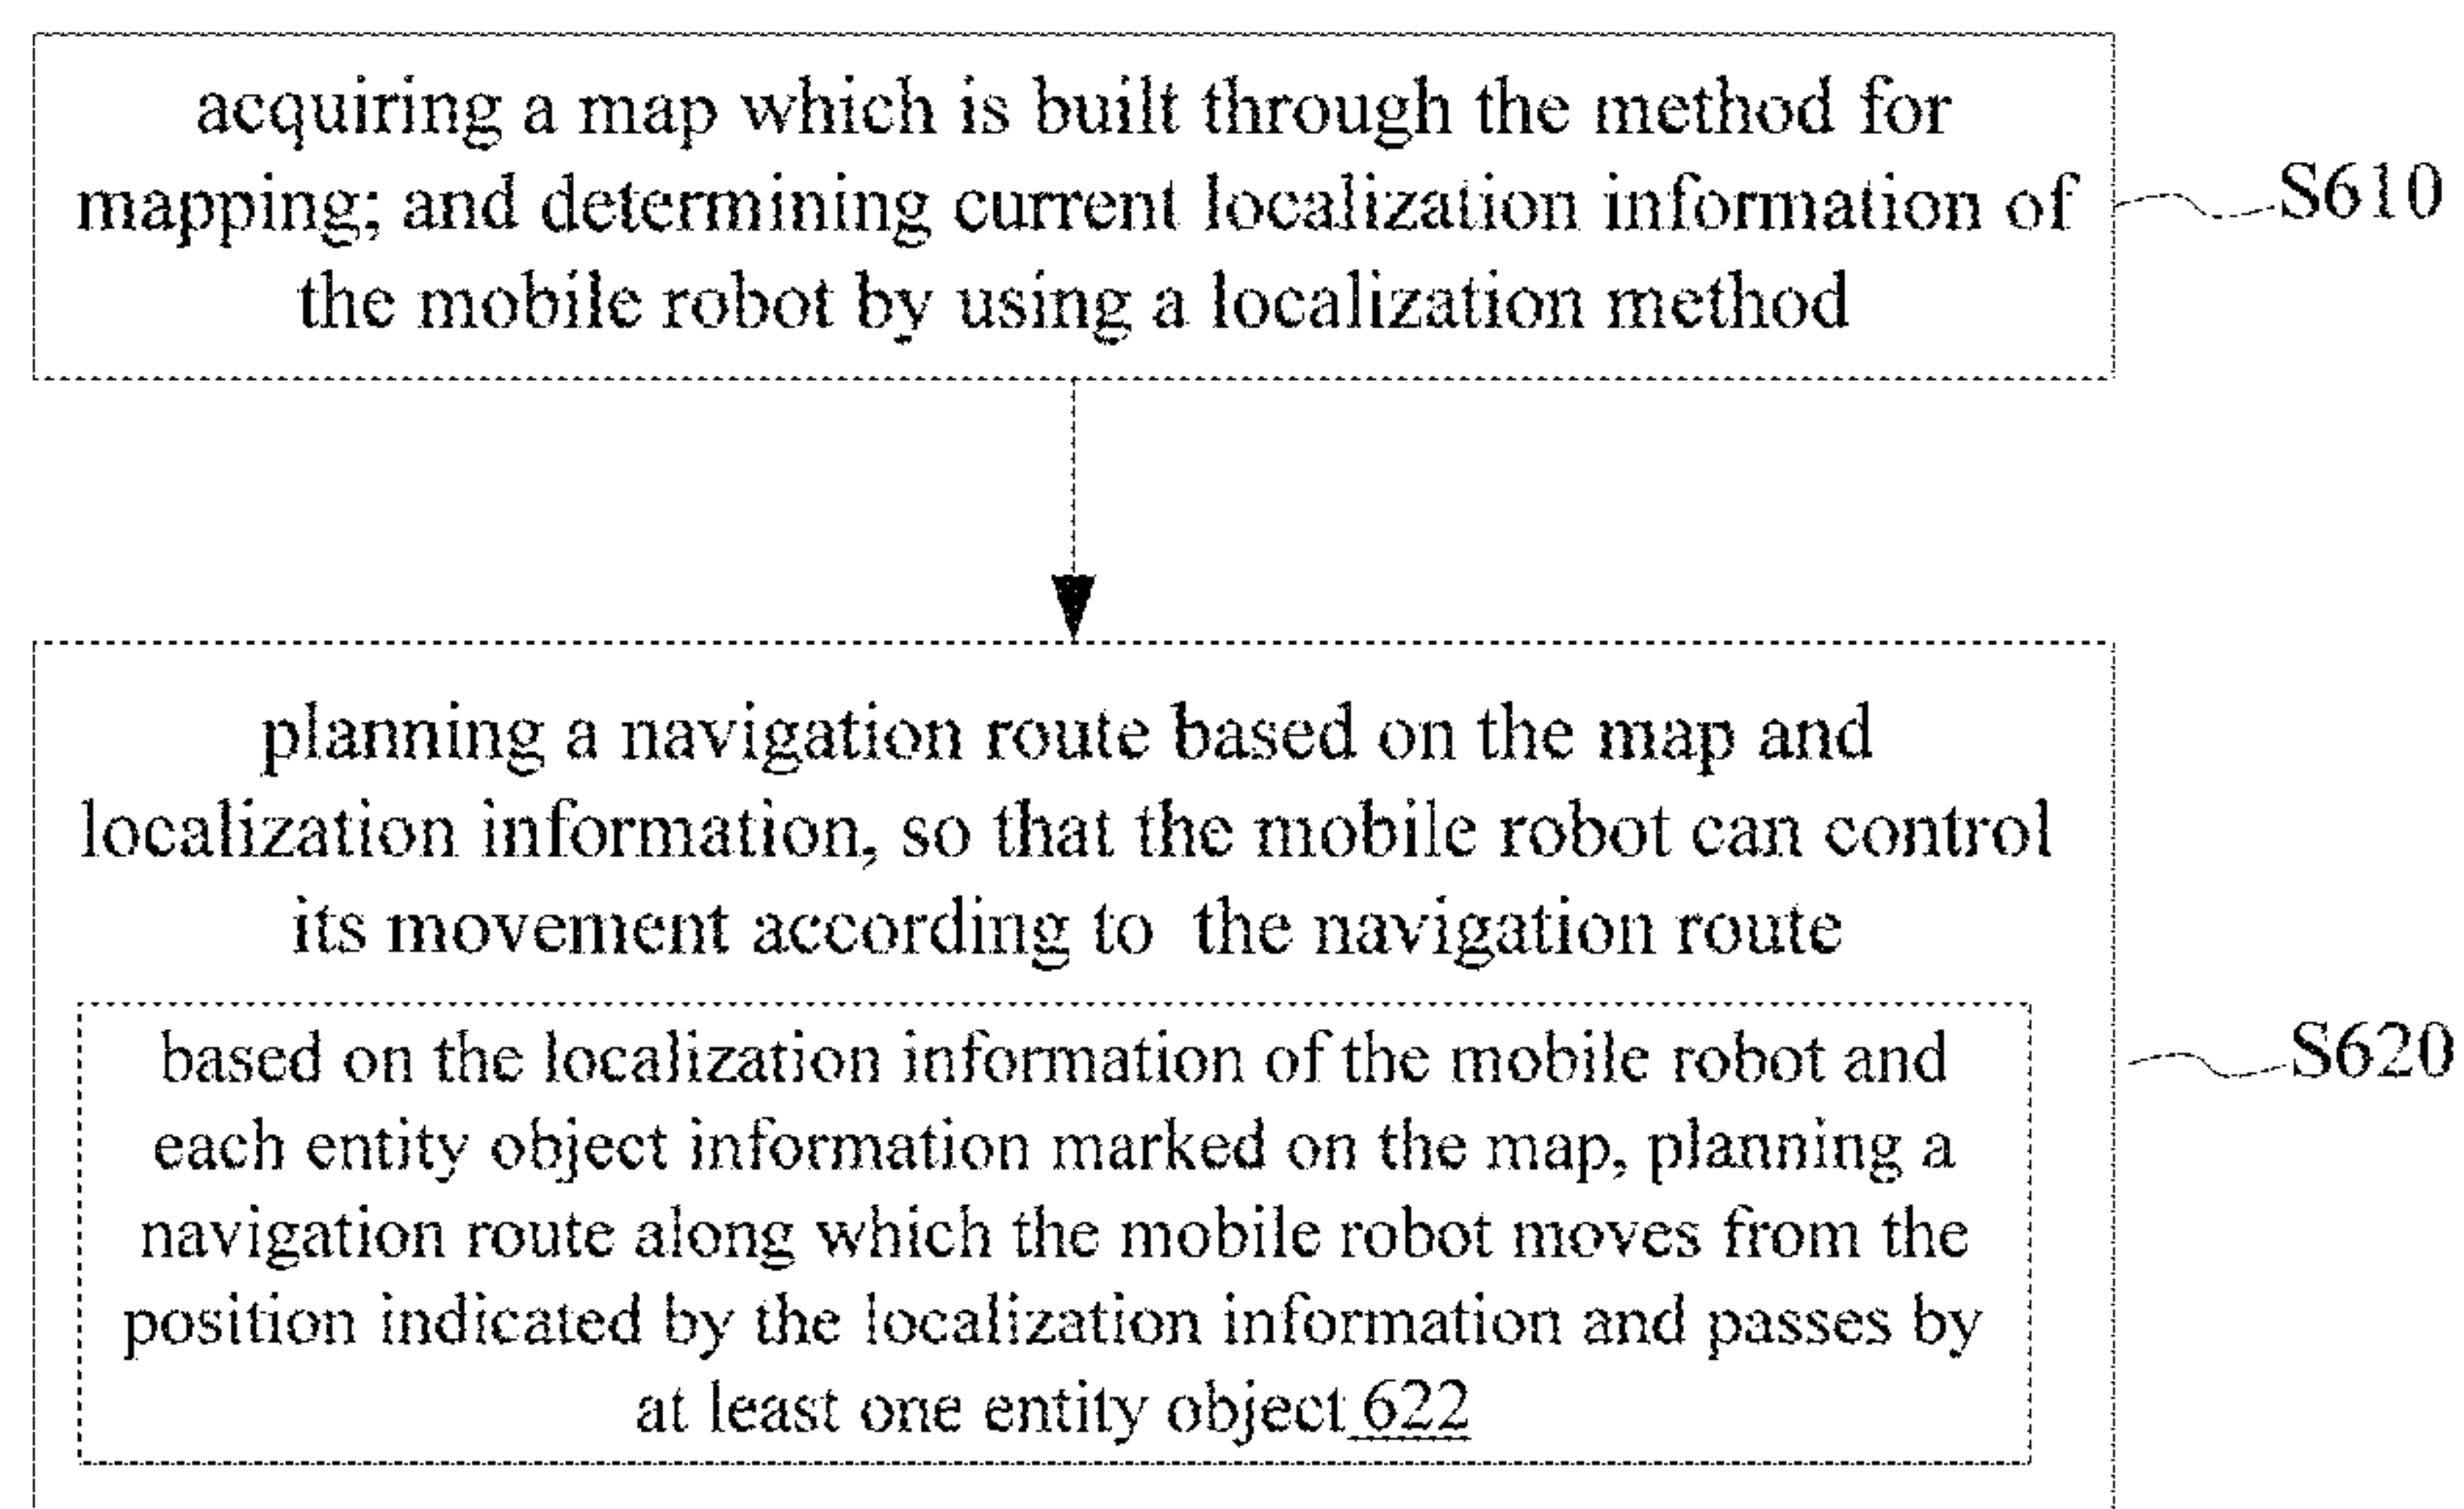 acquiring a map which is built through the method for
mapping; and determining current localization information of
the mobile robot by using a localization method
S610
planning a navigation route based on the map and
localization information, so that the mobile robot can control
its movement according to the navigation route
based on the localization information of the mobile robot and
each entity object information marked on the map, planning a
navigation route along which the mobile robot moves from the
position indicated by the localization information and passes by
at least one entity object 622
S620